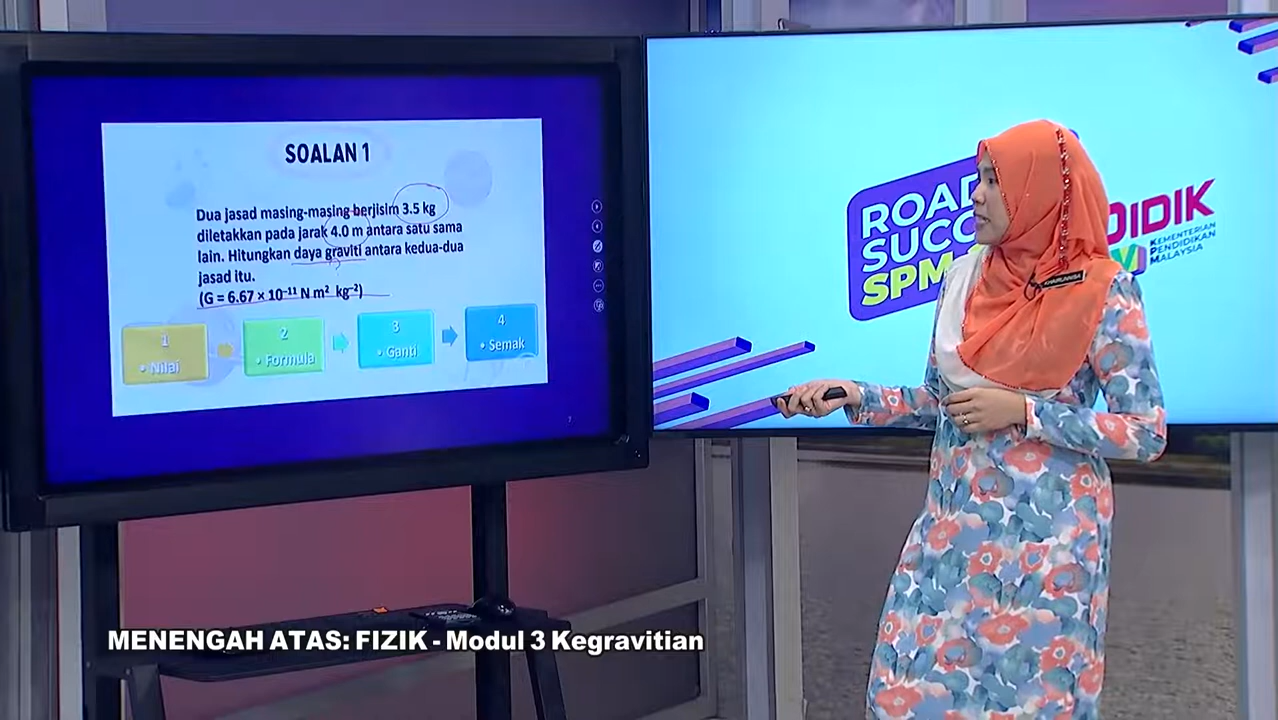 SOALAN 1
Dua jasad masing-masing berjisim 3.5 kg
diletakkan pada jarak 4.0 m antara satu sama
lain. Hitungkan daya graviti antara kedua-dua
jasad itu.
(G = 6.67 × 10⁻¹¹ N m² kg⁻²)
1
• Nilai
2
• Formula
3
• Ganti
4
• Semak
7
ROAD
SUCC
SPM
DIDIK
KEMENTERIAN
PENDIDIKAN
MALAYSIA
KHAIRUNNISA
MENENGAH ATAS: FIZIK - Modul 3 Kegravitian